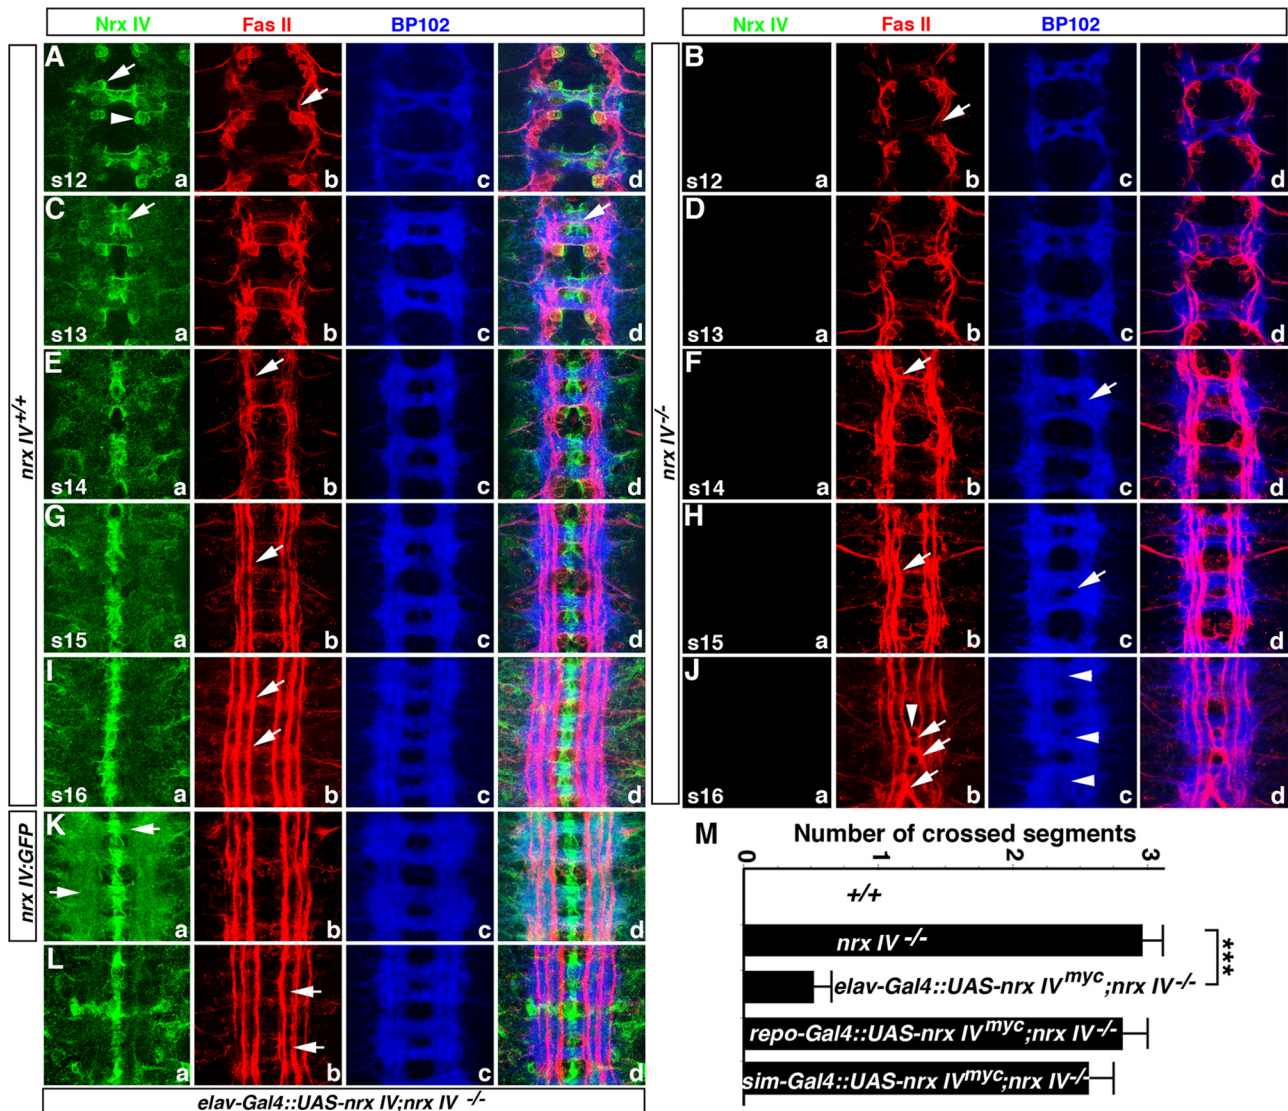 Nrx IV Fas II BP102
Nrx IV Fas II BP102
nrx IV+/+
A
s12 a b c d
C
s13 a b c d
E
s14 a b c d
G
s15 a b c d
I
s16 a b c d
nrx IV:GFP
K
a b c d
L
a b c d
elav-Gal4::UAS-nrx IV;nrx IV -/-
nrx IV-/-
B
s12 a b c d
D
s13 a b c d
F
s14 a b c d
H
s15 a b c d
J
s16 a b c d
M Number of crossed segments
0 1 2 3
+/+
nrx IV -/-
***
elav-Gal4::UAS-nrx IVmyc;nrx IV-/-
repo-Gal4::UAS-nrx IVmyc;nrx IV-/-
sim-Gal4::UAS-nrx IVmyc;nrx IV-/-